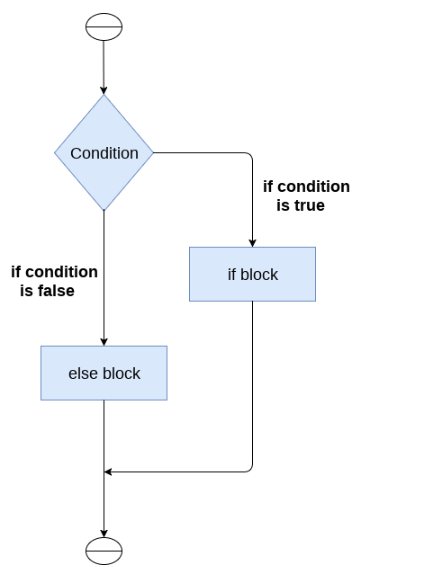 Condition
if condition
is true
if condition
is false
if block
else block